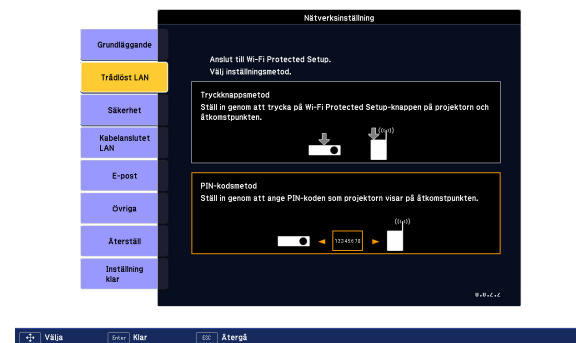 Nätverksinställning
Grundläggande
Trådlöst LAN
Säkerhet
Kabelanslutet
LAN
E-post
Övriga
Återställ
Inställning
klar
Anslut till Wi-Fi Protected Setup.
Välj inställningsmetod.
Tryckknappsmetod
Ställ in genom att trycka på Wi-Fi Protected Setup-knappen på projektorn och
åtkomstpunkten.
PIN-kodsmetod
Ställ in genom att ange PIN-koden som projektorn visar på åtkomstpunkten.
12345678
Välja
Enter Klar
ESC Återgå